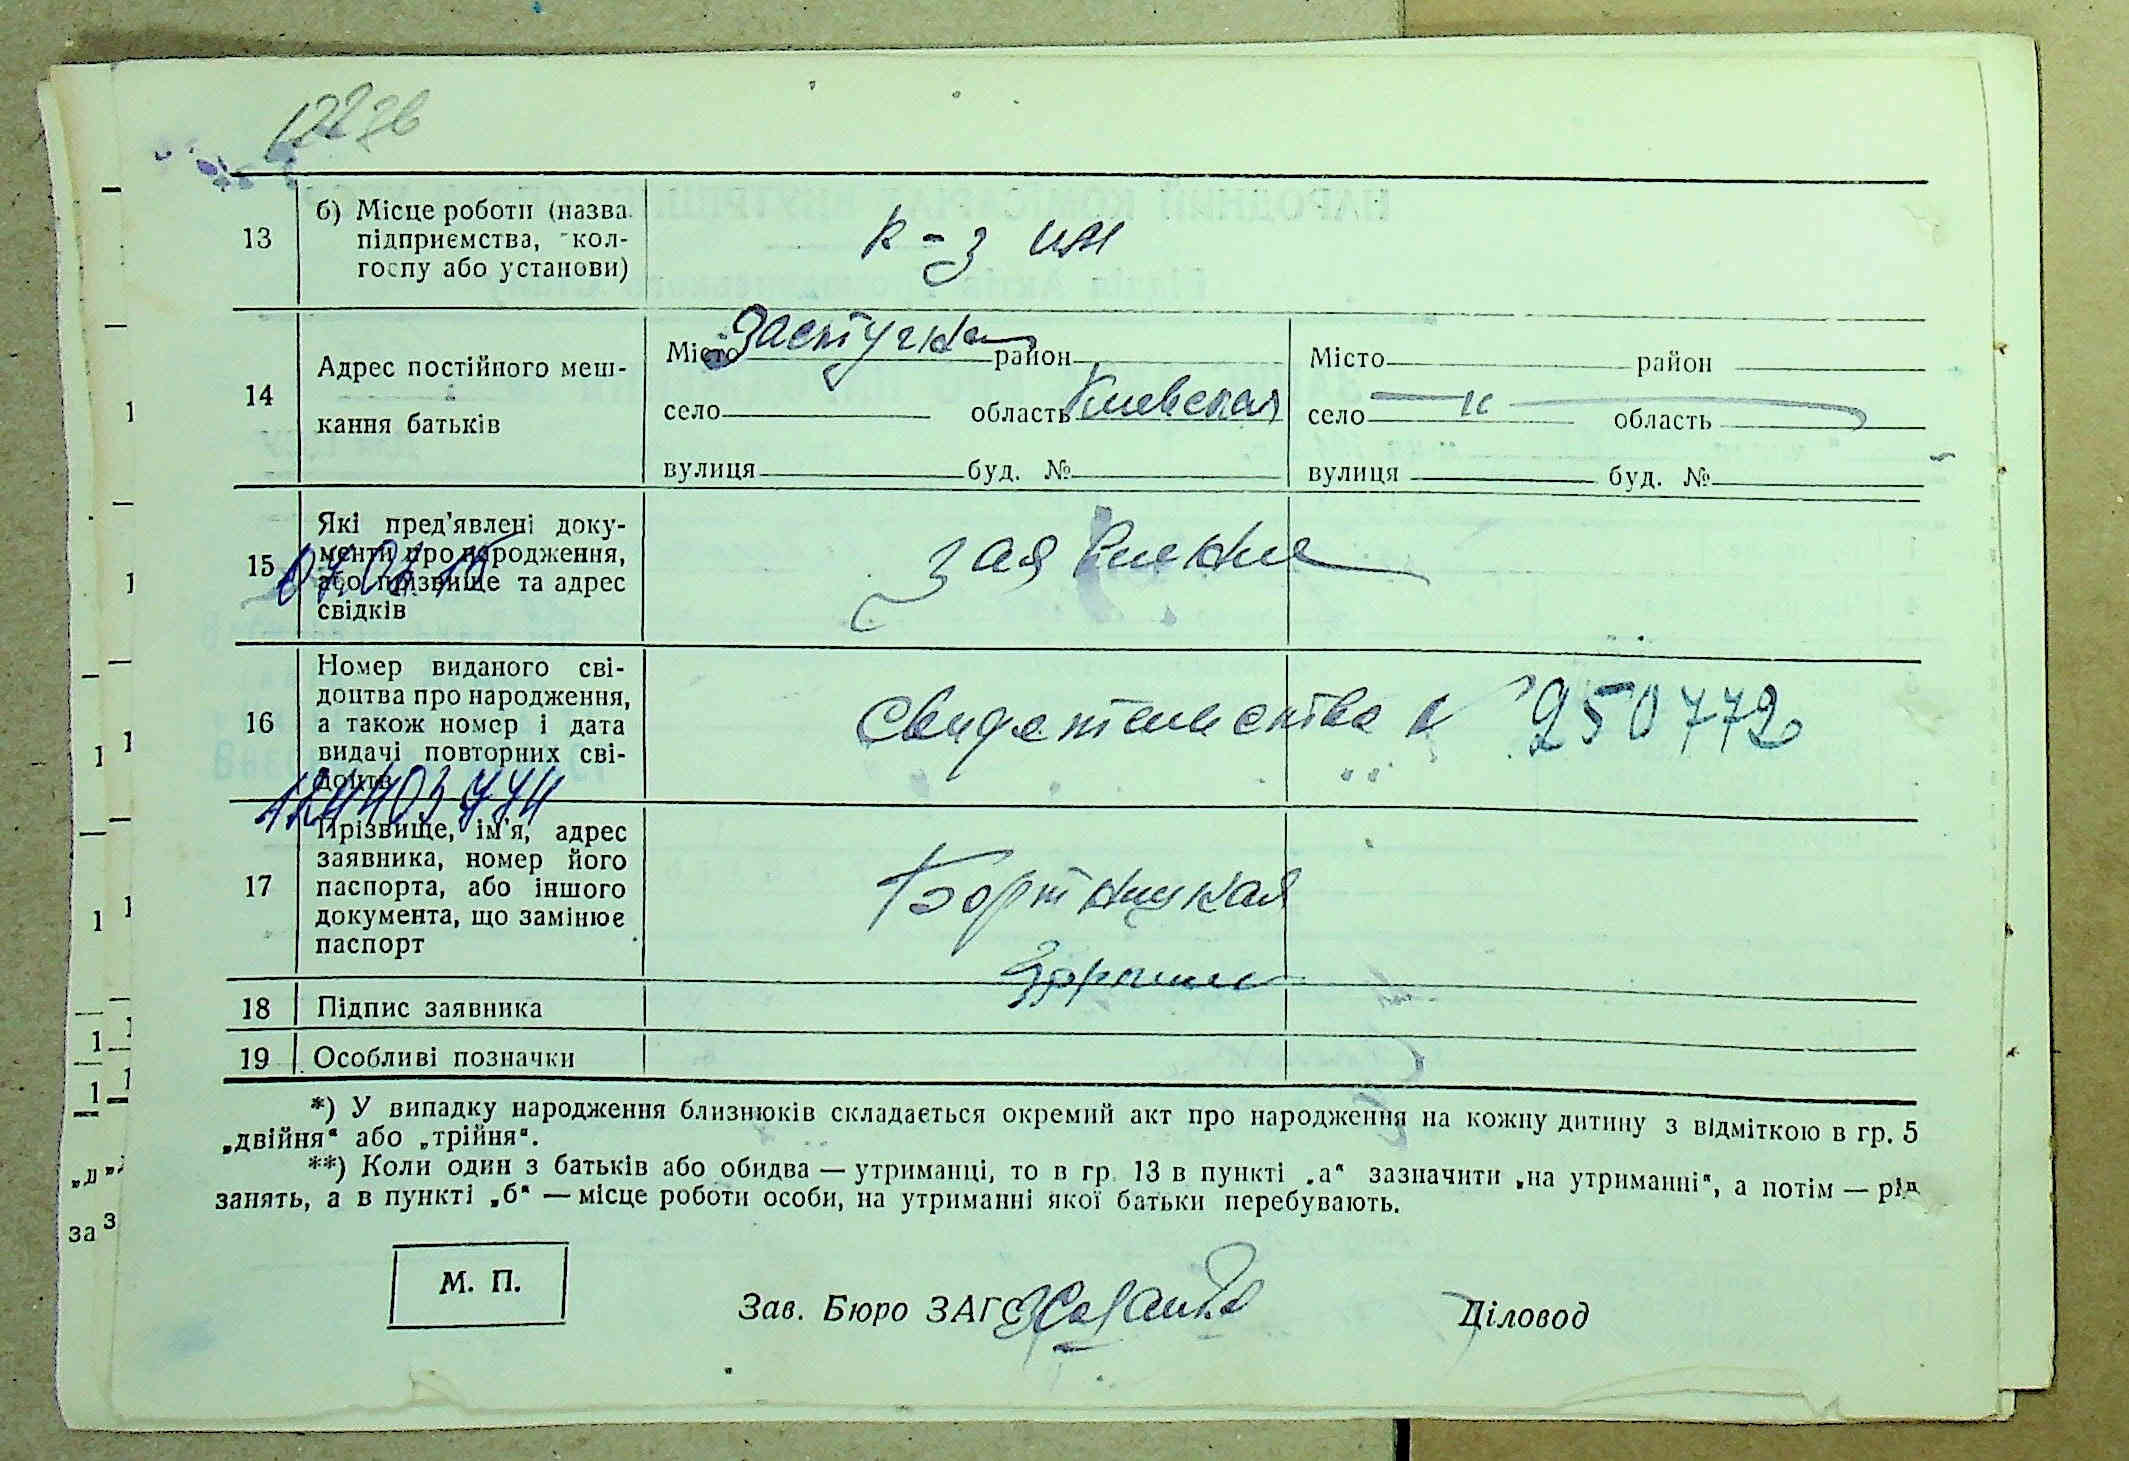 122зв
13
б) Місце роботи (назва
підприємства, кол-
госпу або установи)
к-з им
14
Адрес постійного меш-
кання батьків
Місто район
село область Киевская
вулиця буд. №
Місто район
село — " — область
вулиця буд. №
15
Які пред'явлені доку-
менти про народження,
або прізвище та адрес
свідків
заявление
16
Номер виданого сві-
доцтва про народження,
а також номер і дата
видачі повторних сві-
доцтв
Свидетельство 250772
17
Прізвище, ім'я, адрес
заявника, номер його
паспорта, або іншого
документа, що замінює
паспорт
Бортницкая
18
Підпис заявника
19
Особливі позначки
*) У випадку народження близнюків складається окремий акт про народження на кожну дитину з відміткою в гр. 5
„двійня“ або „трійня“.
**) Коли один з батьків або обидва — утриманці, то в гр. 13 в пункті „а“ зазначити „на утриманні“, а потім — рід
занять, а в пункті „б“ — місце роботи особи, на утриманні якої батьки перебувають.
М. П.
Зав. Бюро ЗАГС
Діловод